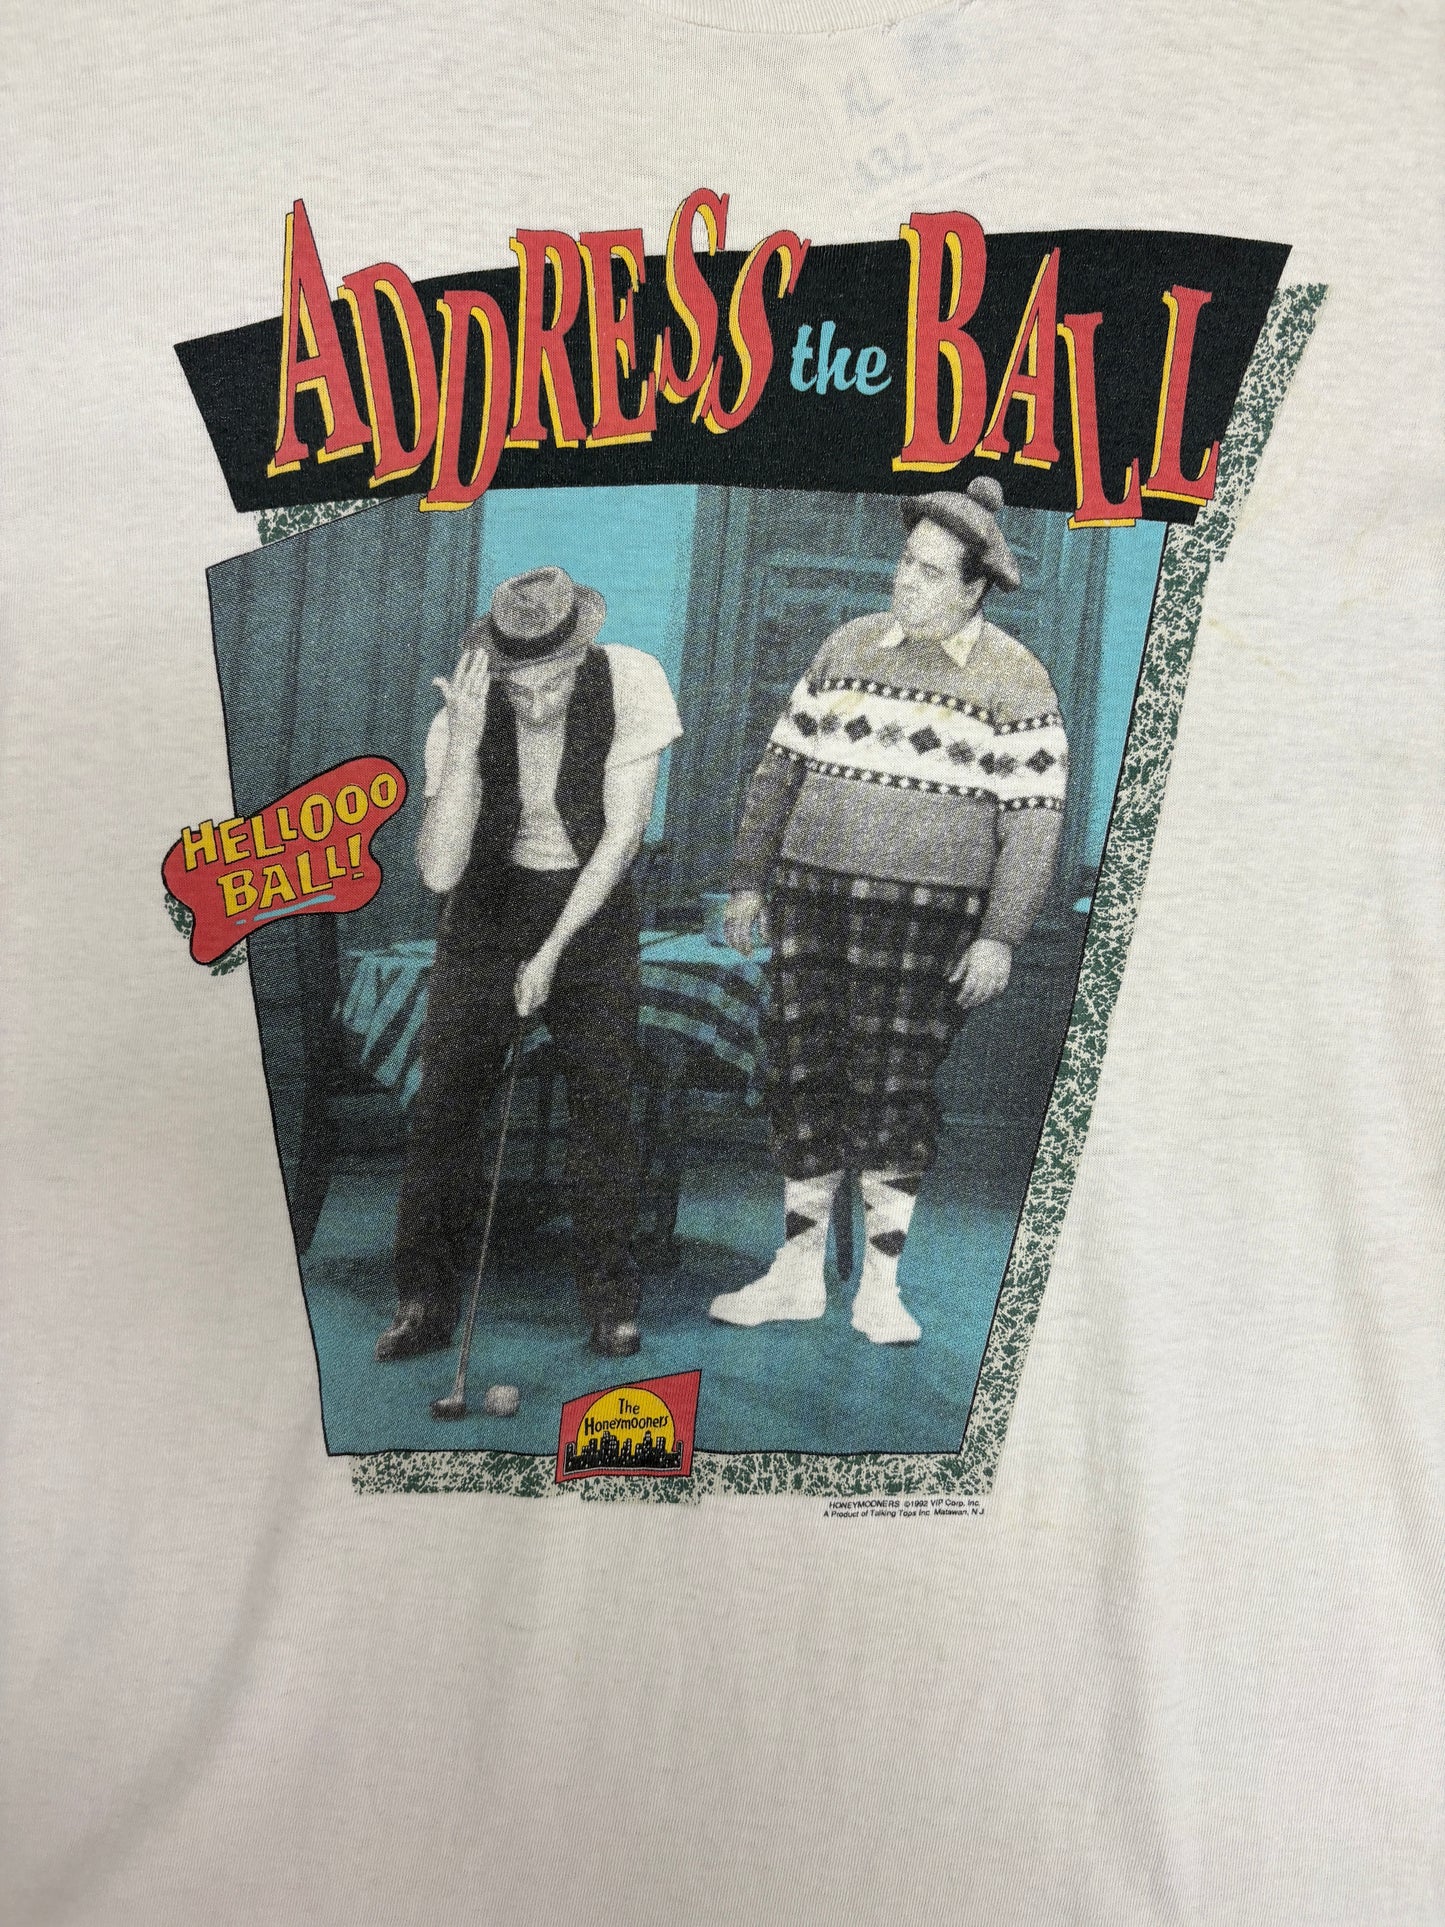 ADDRESS the BALL
HELLOOO
BALL!
The
Honeymooners
HONEYMOONERS ©1992 VIP Corp. Inc.
A Product of Talking Tops Inc. Matawan, N.J.